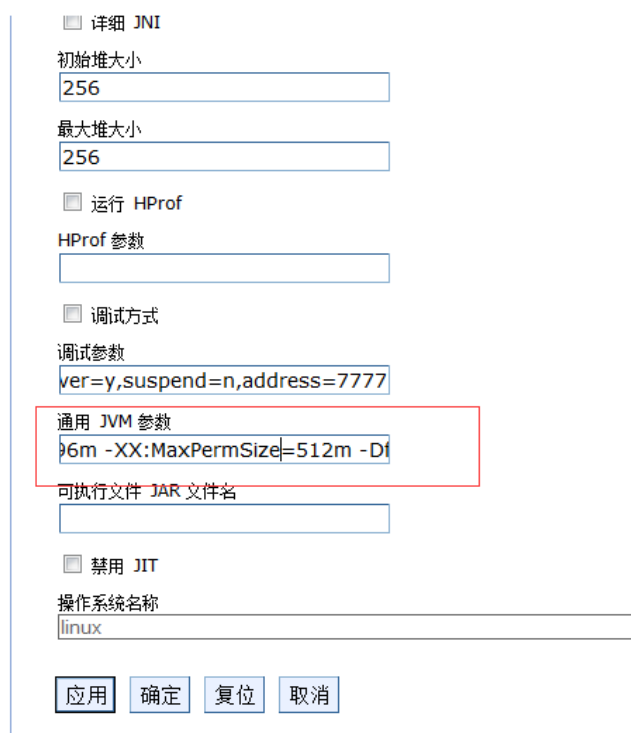 详细 JNI
初始堆大小
256
最大堆大小
256
运行 HProf
HProf 参数
调试方式
调试参数
ver=y,suspend=n,address=7777
通用 JVM 参数
96m -XX:MaxPermSize=512m -Df
可执行文件 JAR 文件名
禁用 JIT
操作系统名称
linux
应用 确定 复位 取消